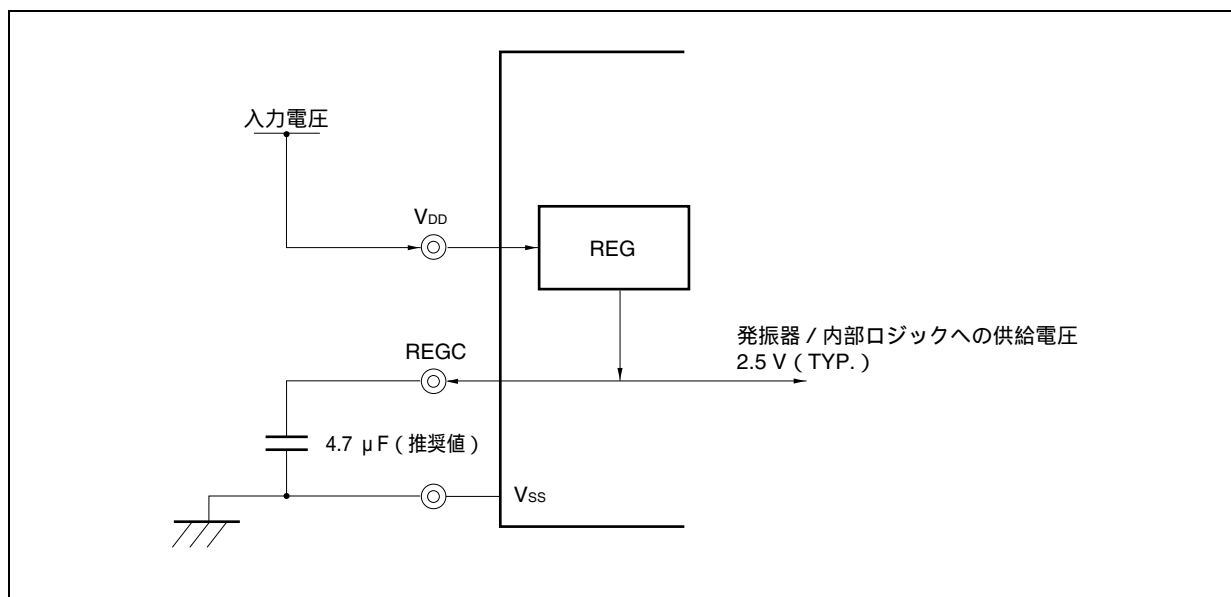 入力電圧
VDD
REG
REGC
発振器 / 内部ロジックへの供給電圧
2.5 V ( TYP. )
4.7 μF ( 推奨値 )
VSS